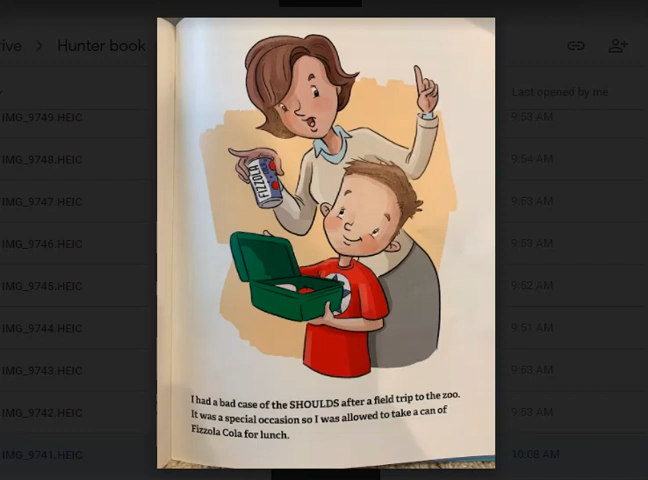 rive > Hunter book
Last opened by me
IMG_9749.HEIC 9:53 AM
IMG_9748.HEIC 9:54 AM
IMG_9747.HEIC 9:53 AM
IMG_9746.HEIC 9:53 AM
IMG_9745.HEIC 9:52 AM
IMG_9744.HEIC 9:51 AM
IMG_9743.HEIC 9:53 AM
IMG_9742.HEIC 9:53 AM
IMG_9741.HEIC 10:05 AM
FIZZOLA
I had a bad case of the SHOULDS after a field trip to the zoo.
It was a special occasion so I was allowed to take a can of
Fizzola Cola for lunch.